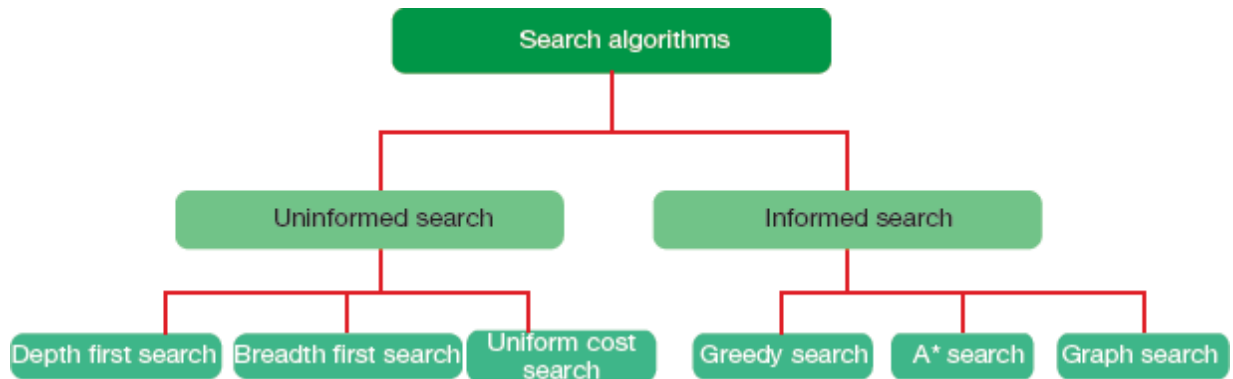 Search algorithms
Uninformed search
Informed search
Depth first search
Breadth first search
Uniform cost
search
Greedy search
A* search
Graph search